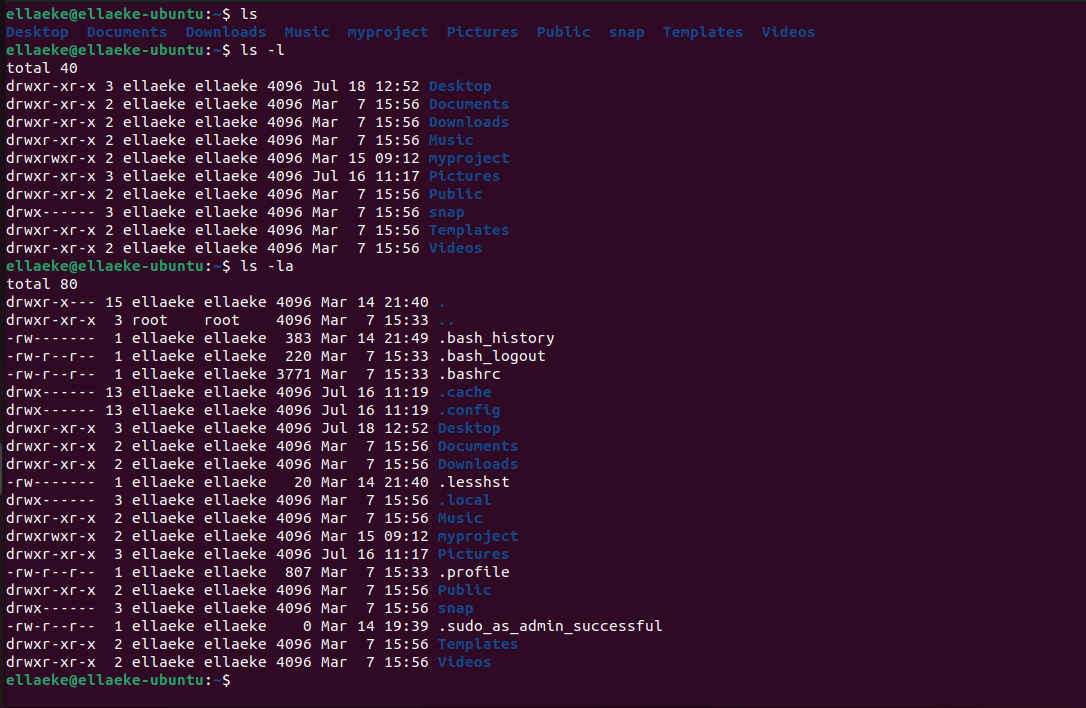 ellaeke@ellaeke-ubuntu:~$ ls
Desktop  Documents  Downloads  Music  myproject  Pictures  Public  snap  Templates  Videos
ellaeke@ellaeke-ubuntu:~$ ls -l
total 40
drwxr-xr-x 3 ellaeke ellaeke 4096 Jul 18 12:52 Desktop
drwxr-xr-x 2 ellaeke ellaeke 4096 Mar  7 15:56 Documents
drwxr-xr-x 2 ellaeke ellaeke 4096 Mar  7 15:56 Downloads
drwxr-xr-x 2 ellaeke ellaeke 4096 Mar  7 15:56 Music
drwxrwxr-x 2 ellaeke ellaeke 4096 Mar 15 09:12 myproject
drwxr-xr-x 3 ellaeke ellaeke 4096 Jul 16 11:17 Pictures
drwxr-xr-x 2 ellaeke ellaeke 4096 Mar  7 15:56 Public
drwx------ 3 ellaeke ellaeke 4096 Mar  7 15:56 snap
drwxr-xr-x 2 ellaeke ellaeke 4096 Mar  7 15:56 Templates
drwxr-xr-x 2 ellaeke ellaeke 4096 Mar  7 15:56 Videos
ellaeke@ellaeke-ubuntu:~$ ls -la
total 80
drwxr-x--- 15 ellaeke ellaeke 4096 Mar 14 21:40 .
drwxr-xr-x  3 root    root    4096 Mar  7 15:33 ..
-rw-------  1 ellaeke ellaeke  383 Mar 14 21:49 .bash_history
-rw-r--r--  1 ellaeke ellaeke  220 Mar  7 15:33 .bash_logout
-rw-r--r--  1 ellaeke ellaeke 3771 Mar  7 15:33 .bashrc
drwx------ 13 ellaeke ellaeke 4096 Jul 16 11:19 .cache
drwx------ 13 ellaeke ellaeke 4096 Jul 16 11:19 .config
drwxr-xr-x  3 ellaeke ellaeke 4096 Jul 18 12:52 Desktop
drwxr-xr-x  2 ellaeke ellaeke 4096 Mar  7 15:56 Documents
drwxr-xr-x  2 ellaeke ellaeke 4096 Mar  7 15:56 Downloads
-rw-------  1 ellaeke ellaeke   20 Mar 14 21:40 .lesshst
drwx------  3 ellaeke ellaeke 4096 Mar  7 15:56 .local
drwxr-xr-x  2 ellaeke ellaeke 4096 Mar  7 15:56 Music
drwxrwxr-x  2 ellaeke ellaeke 4096 Mar 15 09:12 myproject
drwxr-xr-x  3 ellaeke ellaeke 4096 Jul 16 11:17 Pictures
-rw-r--r--  1 ellaeke ellaeke  807 Mar  7 15:33 .profile
drwxr-xr-x  2 ellaeke ellaeke 4096 Mar  7 15:56 Public
drwx------  3 ellaeke ellaeke 4096 Mar  7 15:56 snap
-rw-r--r--  1 ellaeke ellaeke    0 Mar 14 19:39 .sudo_as_admin_successful
drwxr-xr-x  2 ellaeke ellaeke 4096 Mar  7 15:56 Templates
drwxr-xr-x  2 ellaeke ellaeke 4096 Mar  7 15:56 Videos
ellaeke@ellaeke-ubuntu:~$